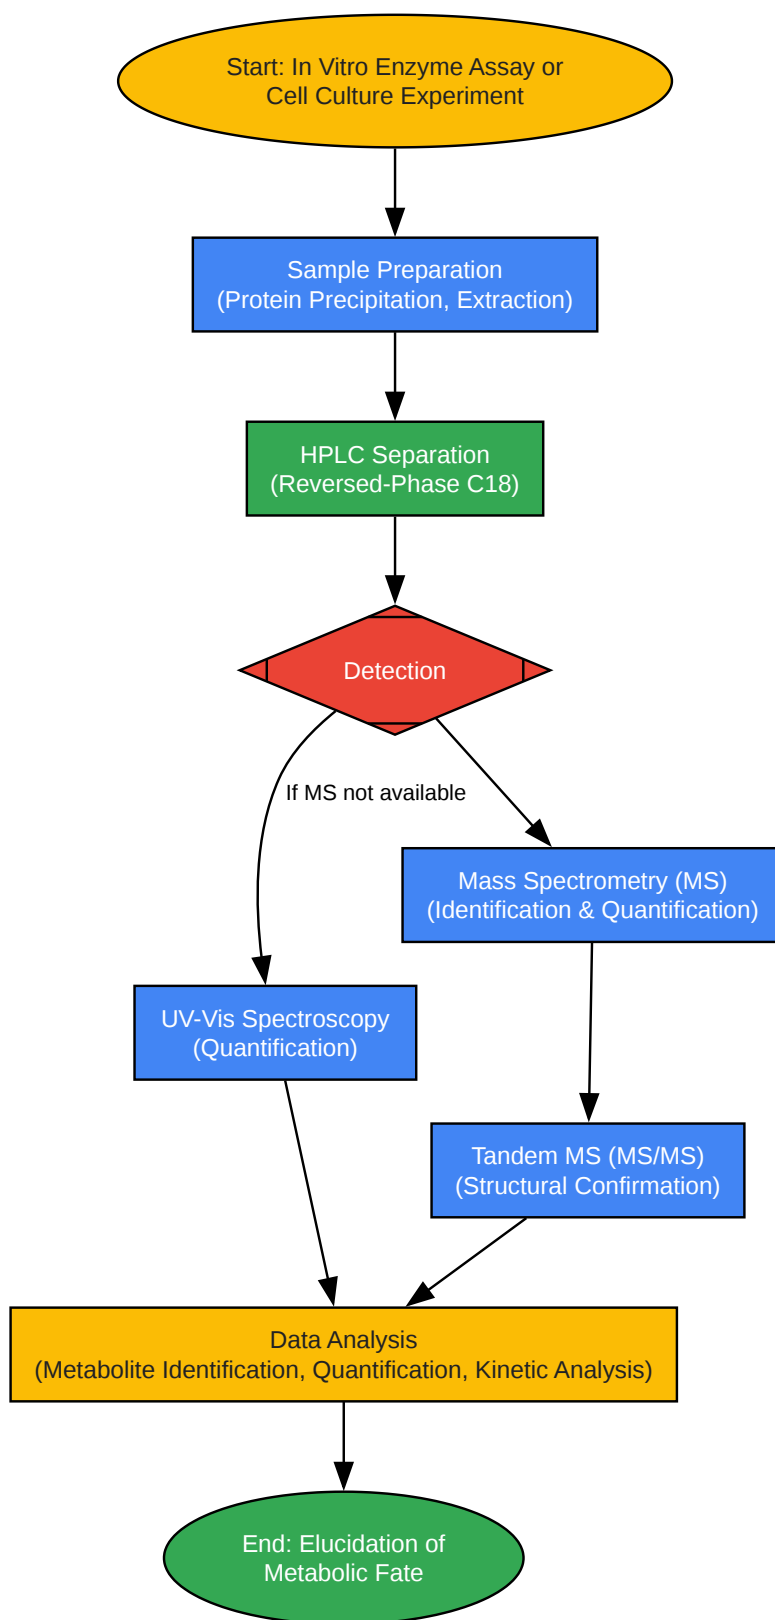 Start: In Vitro Enzyme Assay or
Cell Culture Experiment
Sample Preparation
(Protein Precipitation, Extraction)
HPLC Separation
(Reversed-Phase C18)
Detection
If MS not available
Mass Spectrometry (MS)
(Identification & Quantification)
UV-Vis Spectroscopy
(Quantification)
Tandem MS (MS/MS)
(Structural Confirmation)
Data Analysis
(Metabolite Identification, Quantification, Kinetic Analysis)
End: Elucidation of
Metabolic Fate